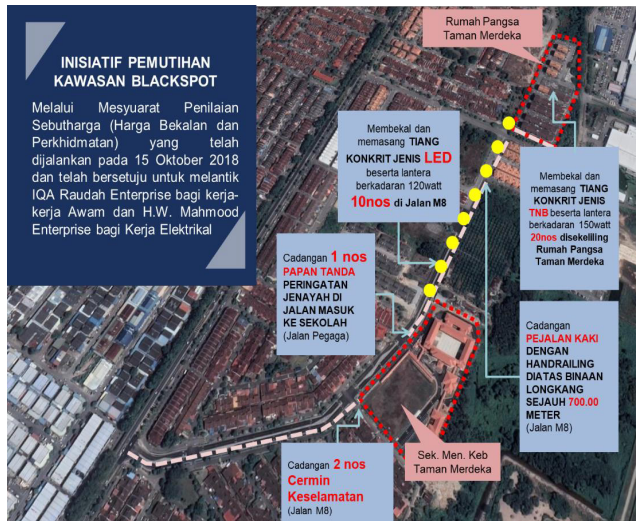 INISIATIF PEMUTIHAN
KAWASAN BLACKSPOT
Melalui Mesyuarat Penilaian
Sebutharga (Harga Bekalan dan
Perkhidmatan) yang telah
dijalankan pada 15 Oktober 2018
dan telah bersetuju untuk melantik
IQA Raudah Enterprise bagi kerja-
kerja Awam dan H.W. Mahmood
Enterprise bagi Kerja Elektrikal
Rumah Pangsa
Taman Merdeka
Membekal dan
memasang TIANG
KONKRIT JENIS LED
beserta lantera
berkadaran 120watt
10nos di Jalan M8
Membekal dan
memasang TIANG
KONKRIT JENIS
TNB beserta lantera
berkadaran 150watt
20nos disekeliling
Rumah Pangsa
Taman Merdeka
Cadangan 1 nos
PAPAN TANDA
PERINGATAN
JENAYAH DI
JALAN MASUK
KE SEKOLAH
(Jalan Pegaga)
Cadangan
PEJALAN KAKI
DENGAN
HANDRAILING
DIATAS BINAAN
LONGKANG
SEJAUH 700.00
METER
(Jalan M8)
Sek. Men. Keb
Taman Merdeka
Cadangan 2 nos
Cermin
Keselamatan
(Jalan M8)